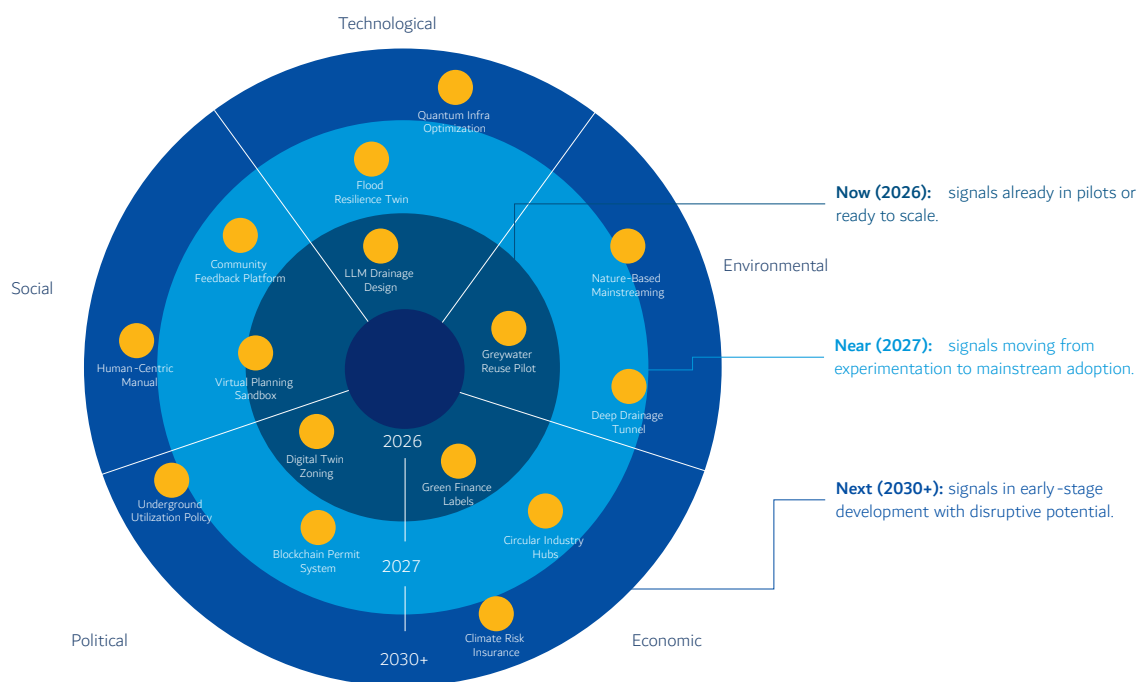 Technological
Quantum Infra
Optimization
Flood
Resilience Twin
Now (2026): signals already in pilots or
ready to scale.
Community
Feedback Platform
LLM Drainage
Design
Nature-Based
Mainstreaming
Environmental
Social
Human-Centric
Manual
Virtual Planning
Sandbox
Greywater
Reuse Pilot
Near (2027): signals moving from
experimentation to mainstream adoption.
Deep Drainage
Tunnel
2026
Digital Twin
Zoning
Green Finance
Labels
Next (2030+): signals in early-stage
development with disruptive potential.
Underground
Utilization Policy
Blockchain Permit
System
Circular Industry
Hubs
2027
Political
Climate Risk
Insurance
Economic
2030+